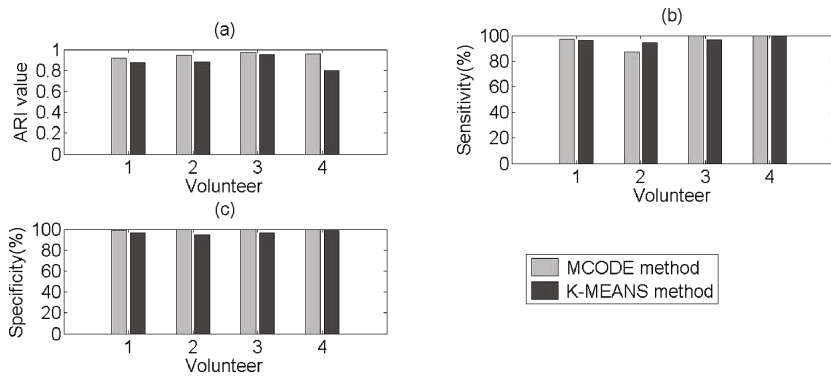 (a)
1
0.8
0.6
0.4
0.2
0
ARI value
1 2 3 4
Volunteer
(b)
100
80
60
40
20
0
Sensitivity(%)
1 2 3 4
Volunteer
(c)
100
80
60
40
20
0
Specificity(%)
1 2 3 4
Volunteer
MCODE method
K-MEANS method